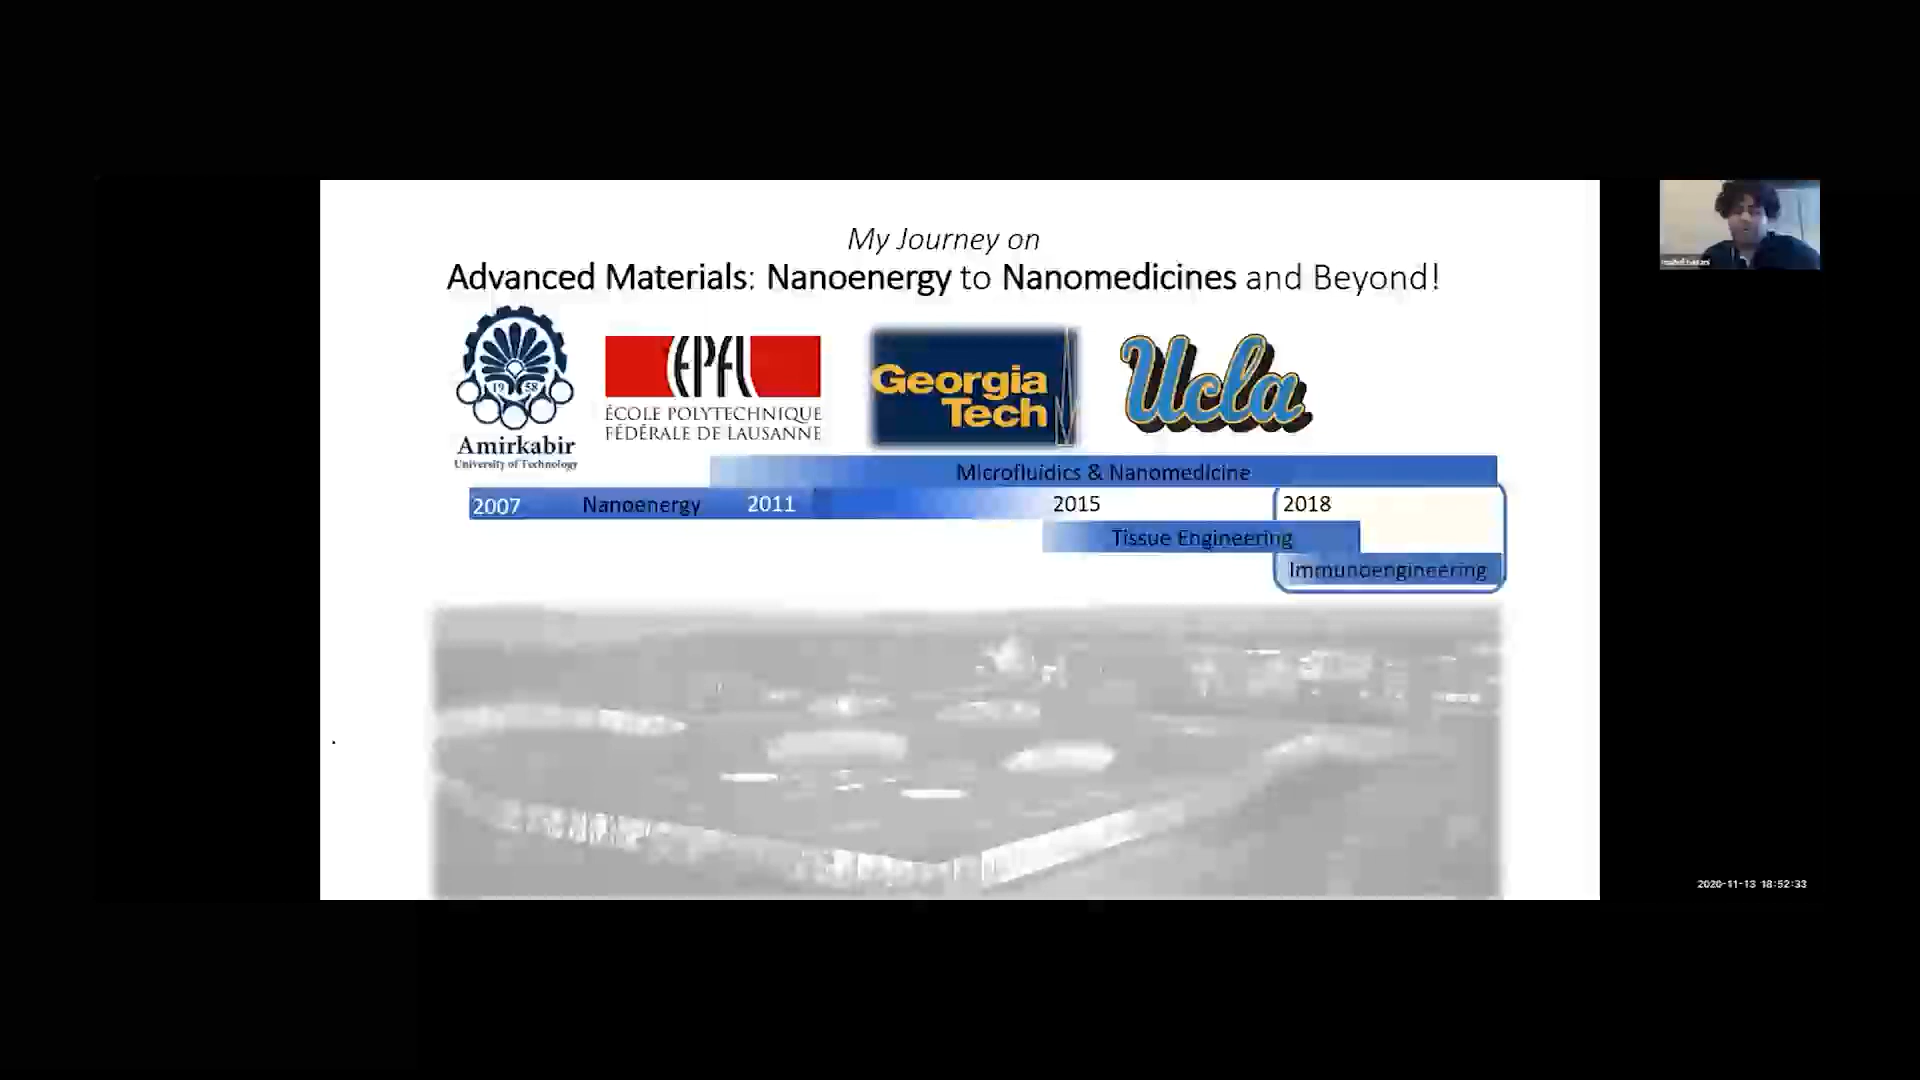 My Journey on
Advanced Materials: Nanoenergy to Nanomedicines and Beyond!
19 58
Amirkabir
University of Technology
EPFL
ÉCOLE POLYTECHNIQUE
FÉDÉRALE DE LAUSANNE
Georgia
Tech
Ucla
Microfluidics & Nanomedicine
2007 Nanoenergy 2011 2015 2018
Tissue Engineering
Immunoengineering
2020-11-13 18:52:33